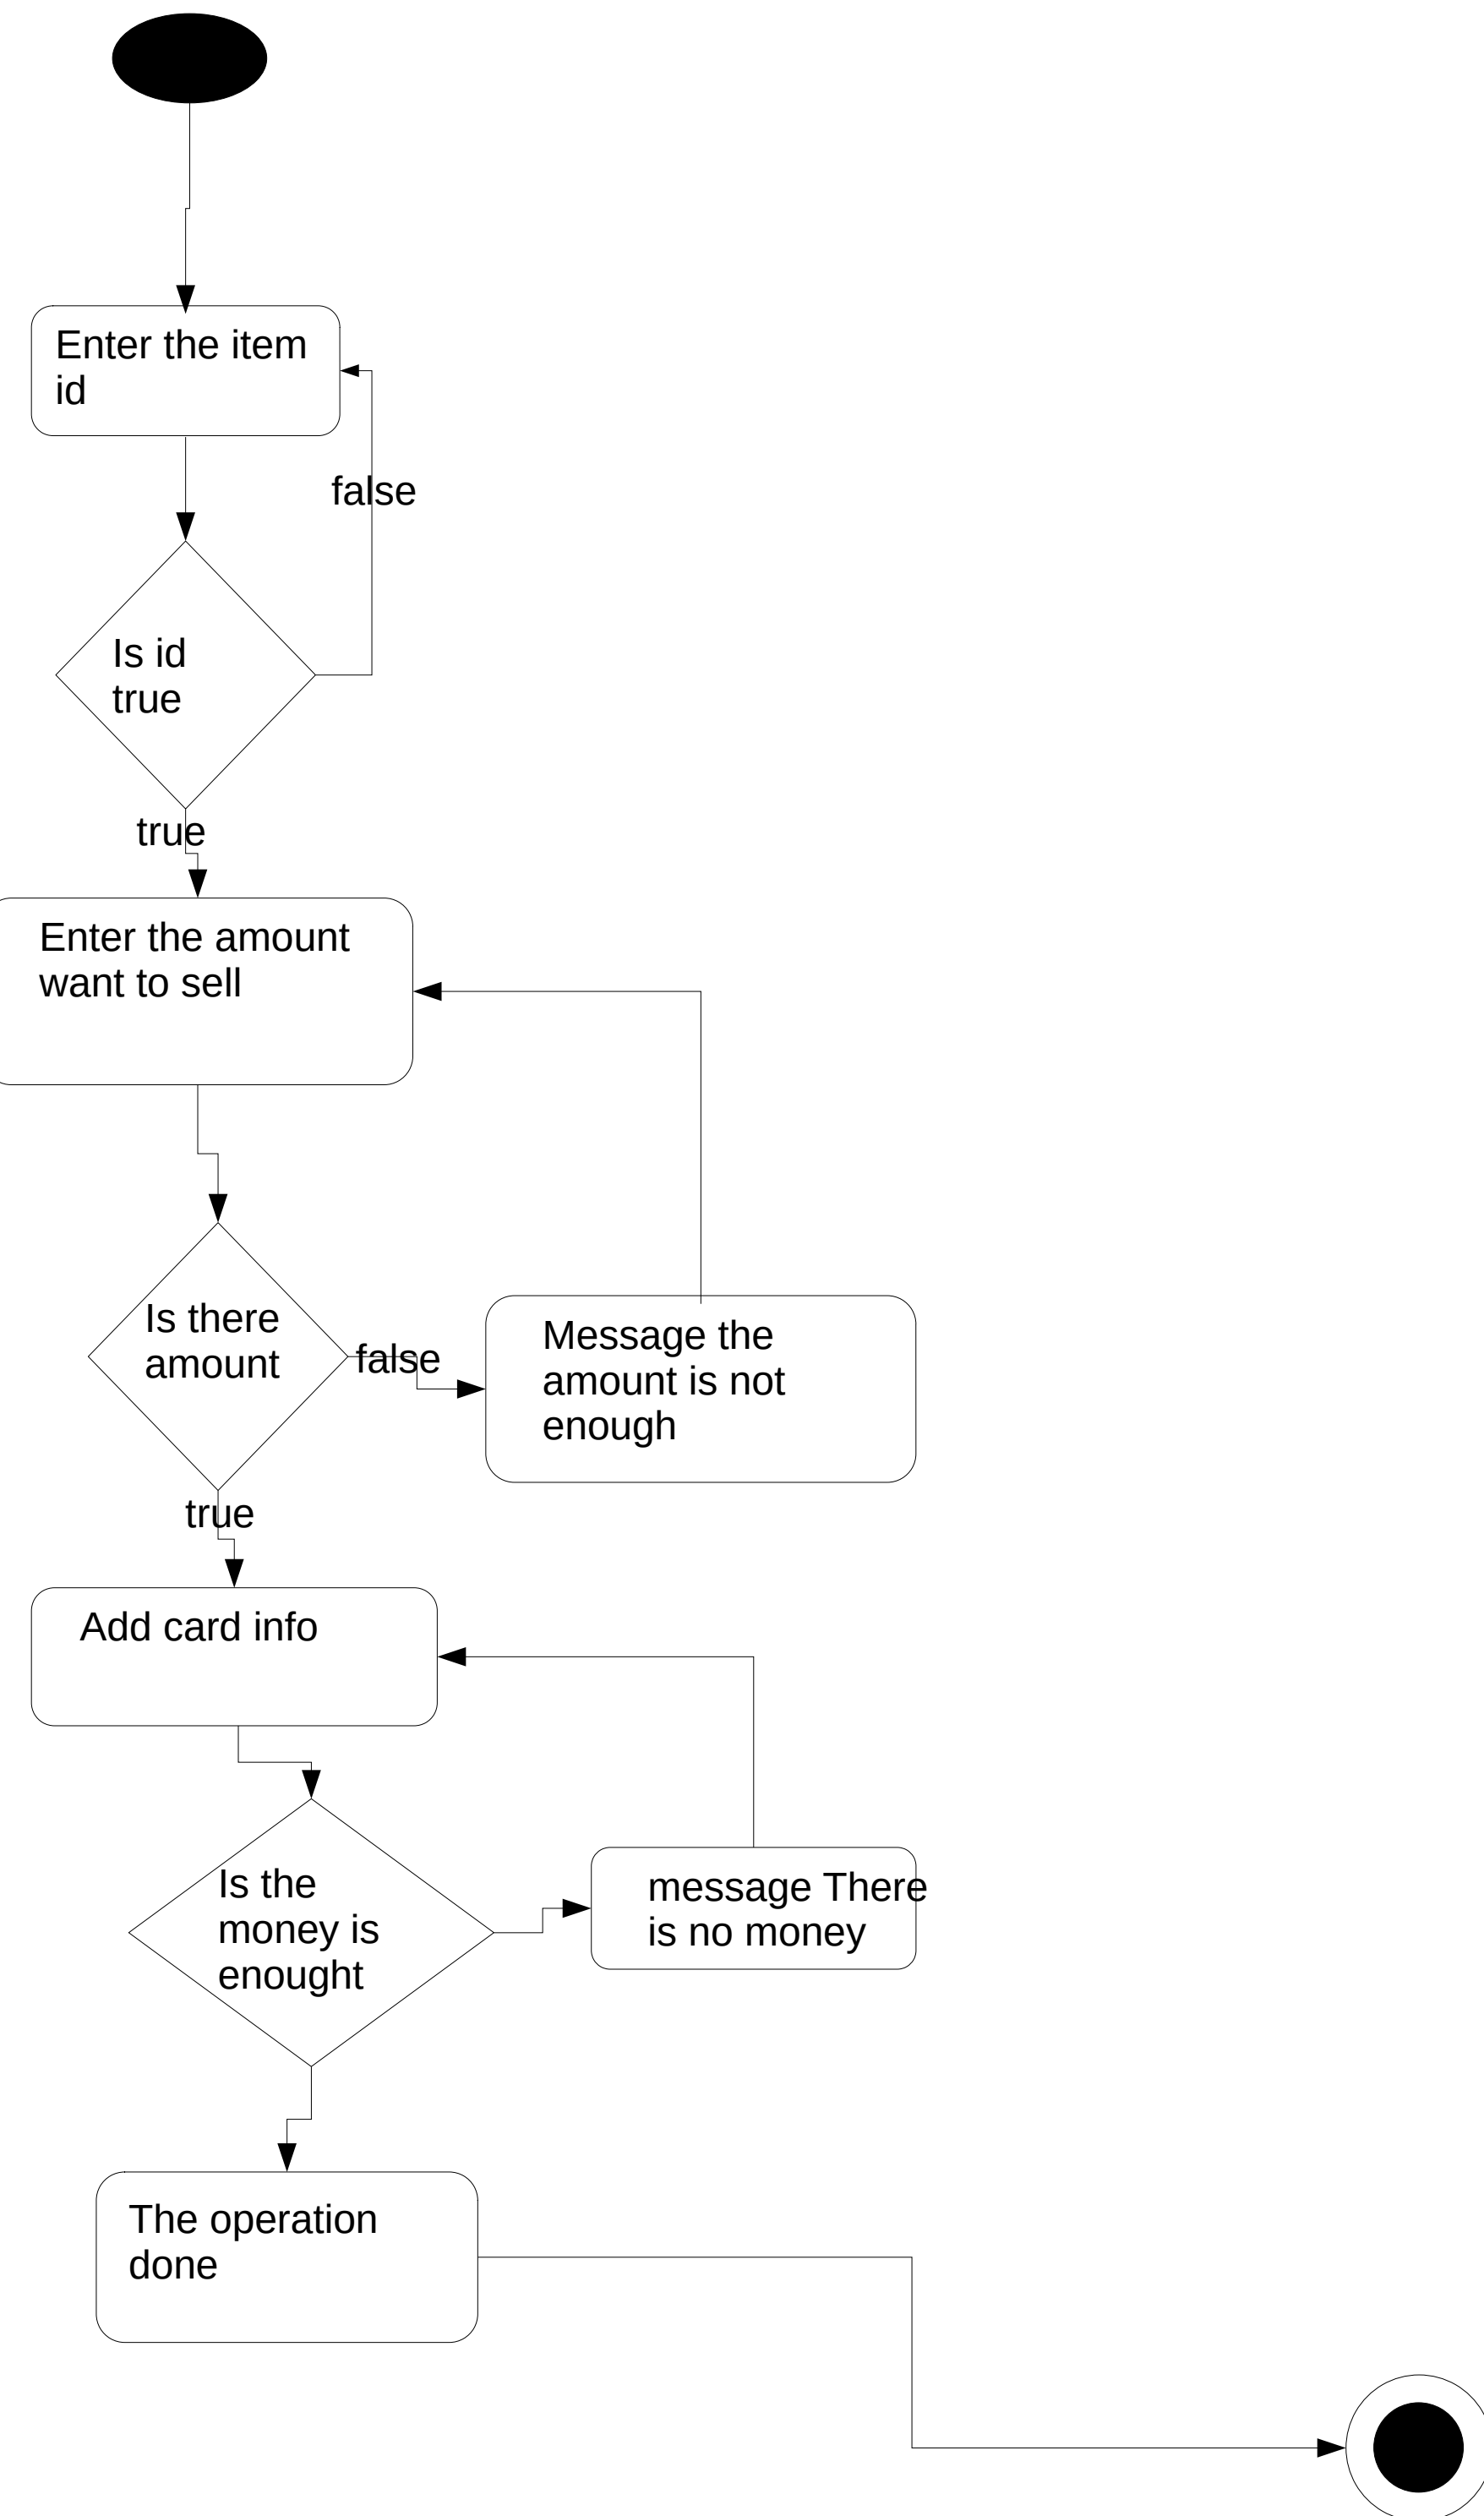 Enter the item
id
false
Is id
true
true
Enter the amount
want to sell
Is there
amount
false
Message the
amount is not
enough
true
Add card info
Is the
money is
enought
message There
is no money
The operation
done